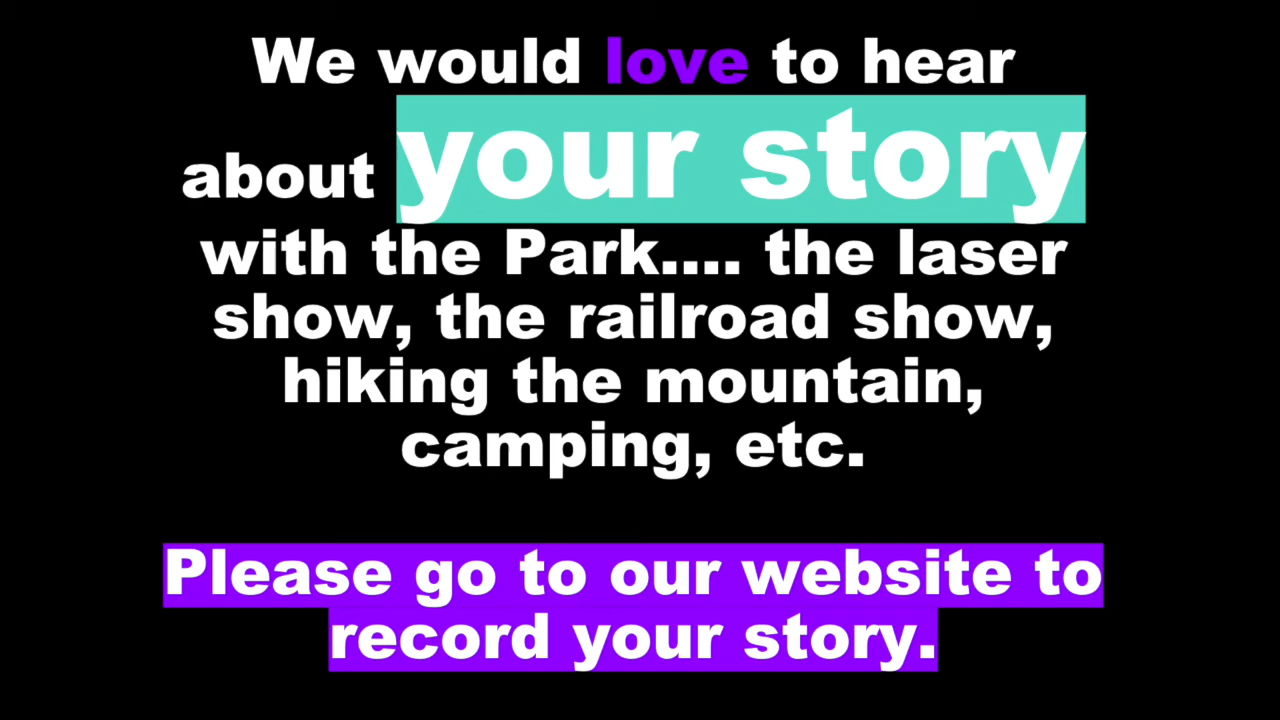 We would love to hear
about your story
with the Park.... the laser
show, the railroad show,
hiking the mountain,
camping, etc.
Please go to our website to
record your story.